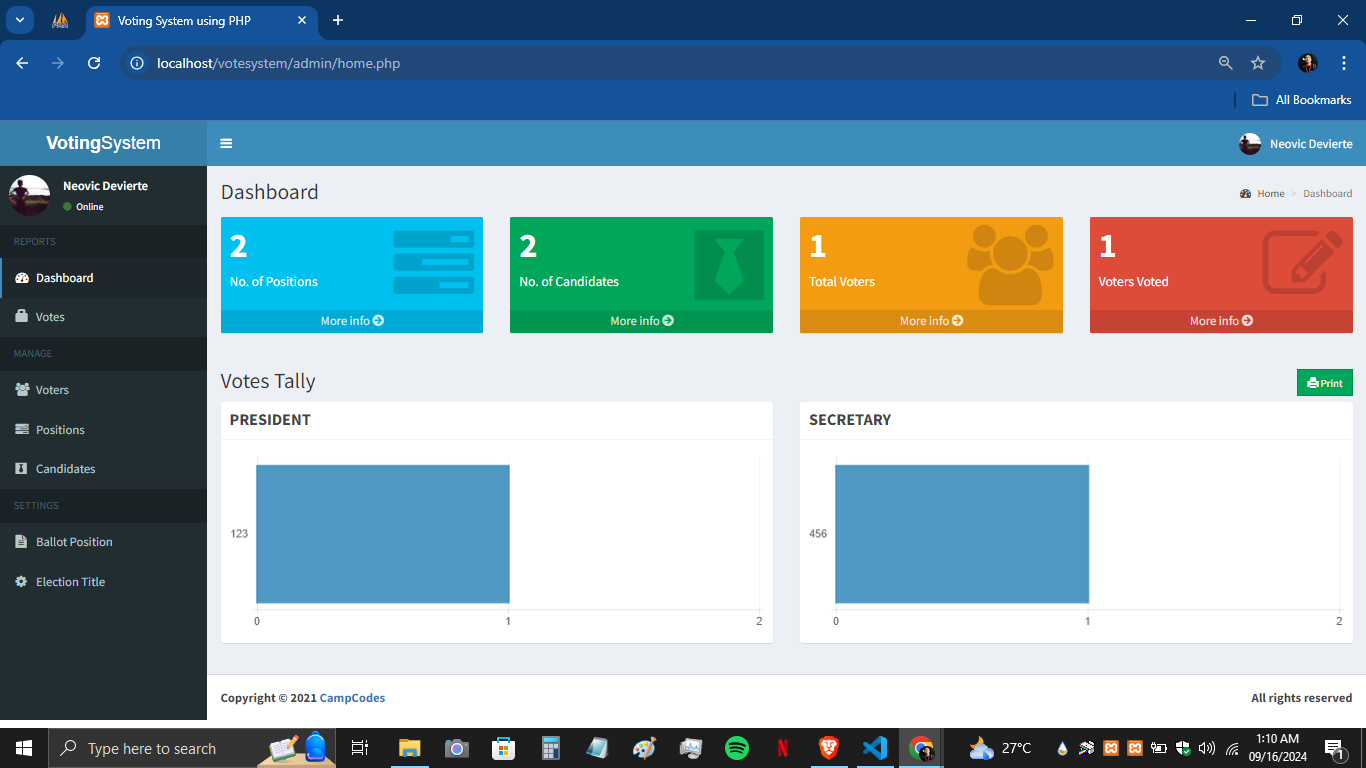 Voting System using PHP
localhost/votesystem/admin/home.php
All Bookmarks
VotingSystem
Neovic Devierte
Neovic Devierte
Online
REPORTS
Dashboard
Votes
MANAGE
Voters
Positions
Candidates
SETTINGS
Ballot Position
Election Title
Dashboard
Home > Dashboard
2
No. of Positions
More info
2
No. of Candidates
More info
1
Total Voters
More info
1
Voters Voted
More info
Votes Tally
Print
PRESIDENT
123
0 1 2
SECRETARY
456
0 1 2
Copyright © 2021 CampCodes
All rights reserved
Type here to search
27°C
1:10 AM
09/16/2024
1